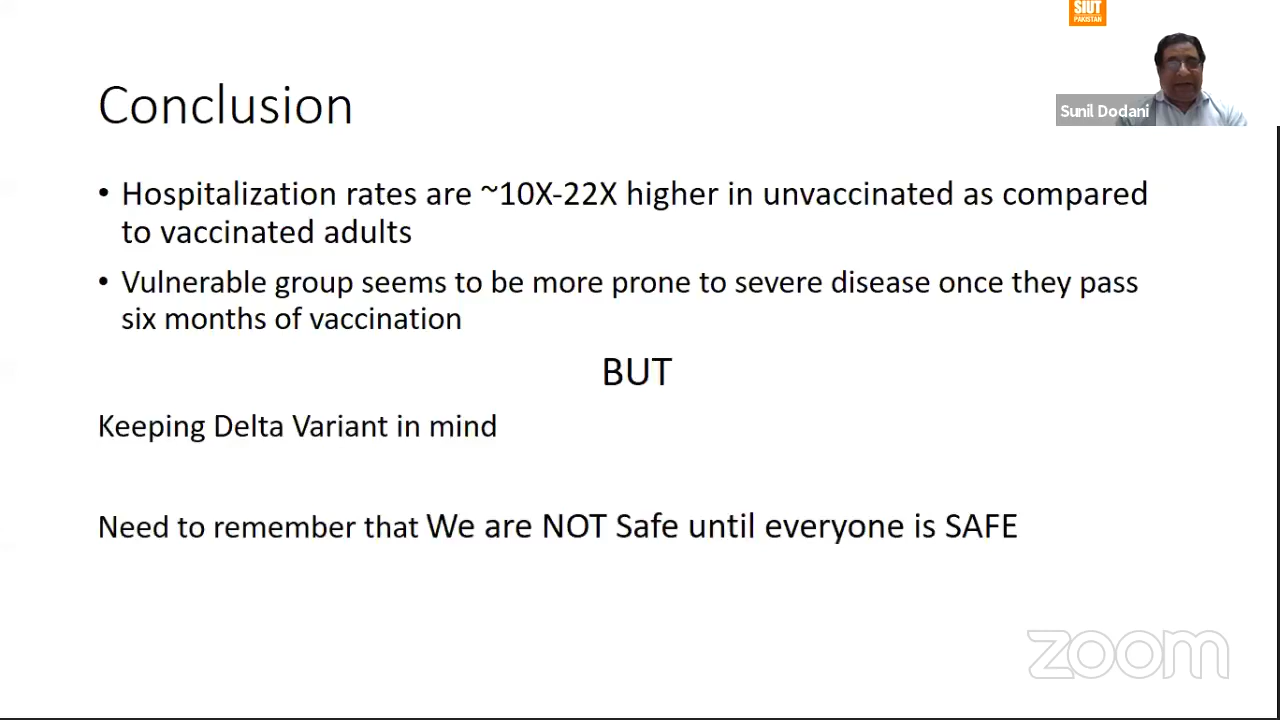 SIUT
PAKISTAN
Sunil Dodani
Conclusion
• Hospitalization rates are ~10X-22X higher in unvaccinated as compared
to vaccinated adults
• Vulnerable group seems to be more prone to severe disease once they pass
six months of vaccination
BUT
Keeping Delta Variant in mind
Need to remember that We are NOT Safe until everyone is SAFE
zoom